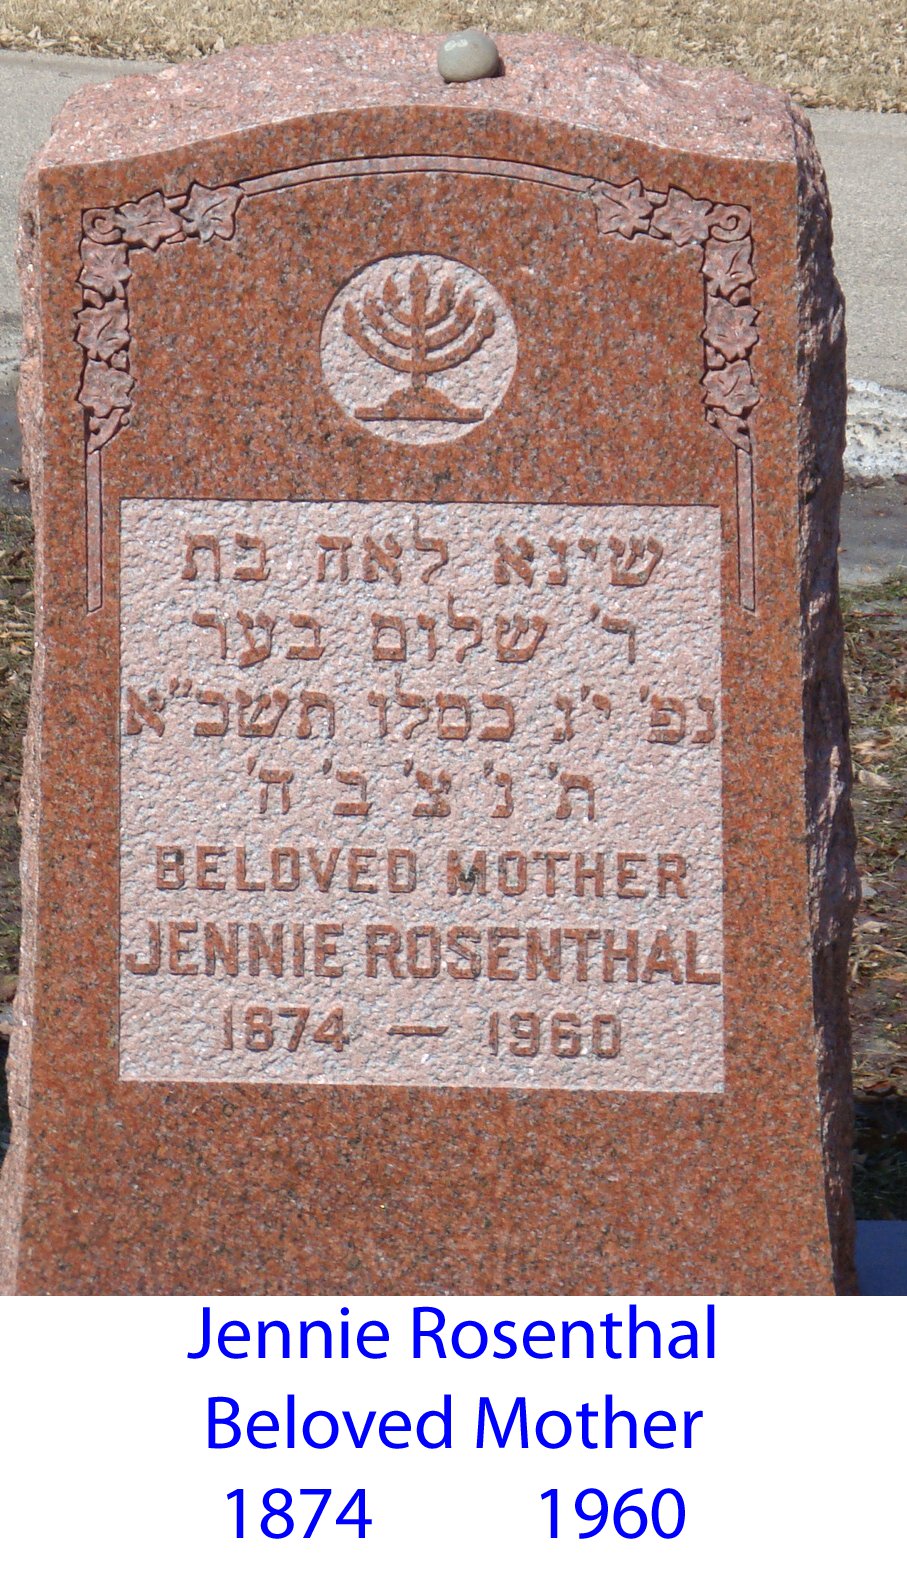 שינא לאה בת
ר' שלום בער
נפ' י'ג כסלו תשכ"א
ת' נ' צ' ב' ה'
BELOVED MOTHER
JENNIE ROSENTHAL
1874 — 1960
Jennie Rosenthal
Beloved Mother
1874 1960